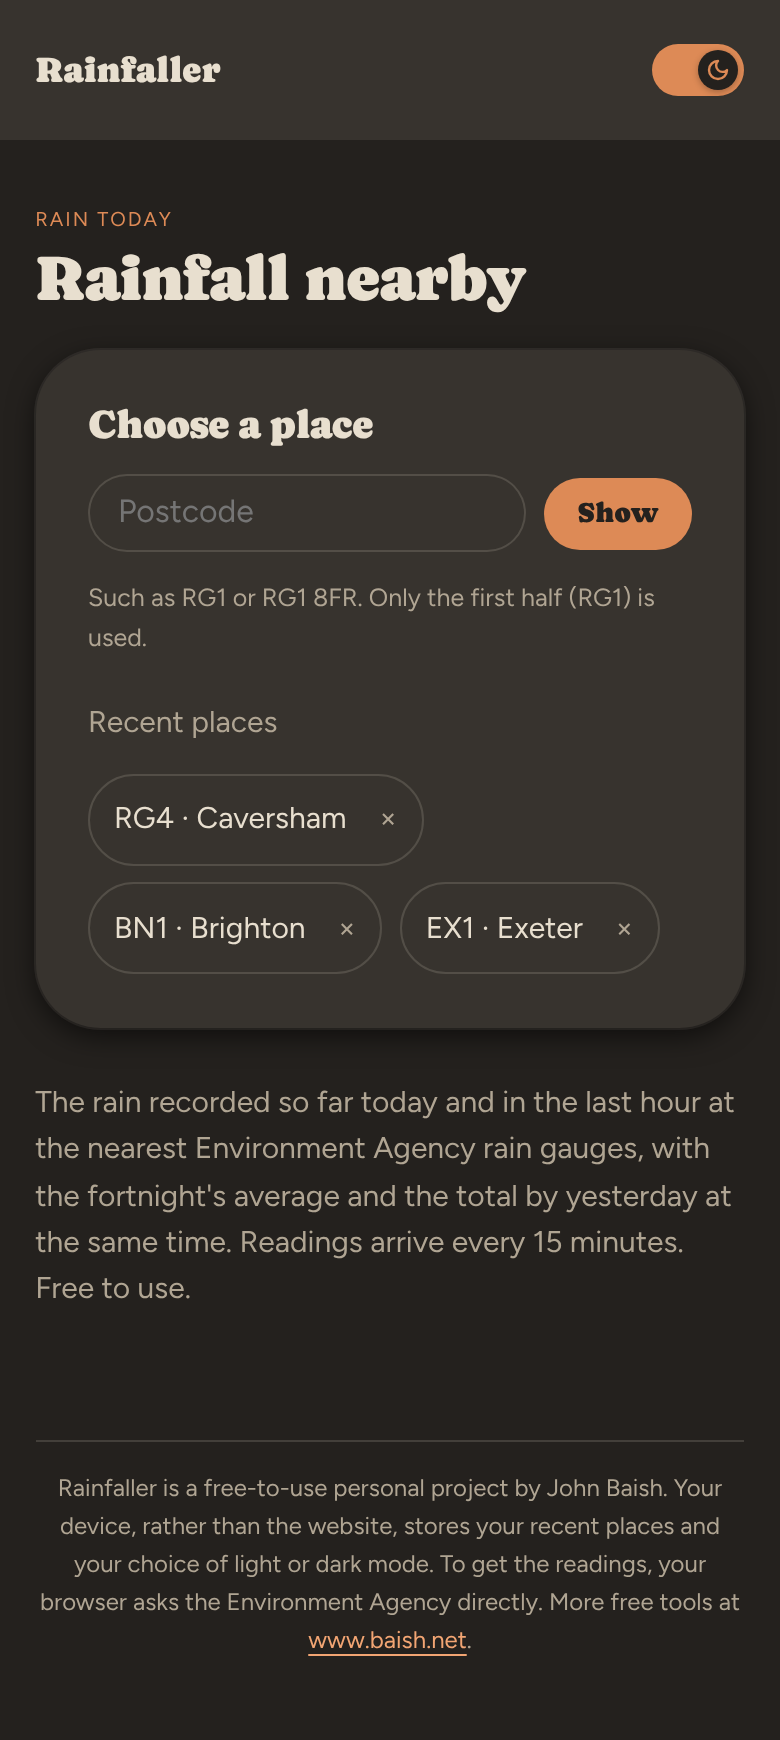 Rainfaller
RAIN TODAY
Rainfall nearby
Choose a place
Postcode
Show
Such as RG1 or RG1 8FR. Only the first half (RG1) is
used.
Recent places
RG4 · Caversham ×
BN1 · Brighton × EX1 · Exeter ×
The rain recorded so far today and in the last hour at
the nearest Environment Agency rain gauges, with
the fortnight's average and the total by yesterday at
the same time. Readings arrive every 15 minutes.
Free to use.
Rainfaller is a free-to-use personal project by John Baish. Your
device, rather than the website, stores your recent places and
your choice of light or dark mode. To get the readings, your
browser asks the Environment Agency directly. More free tools at
www.baish.net.